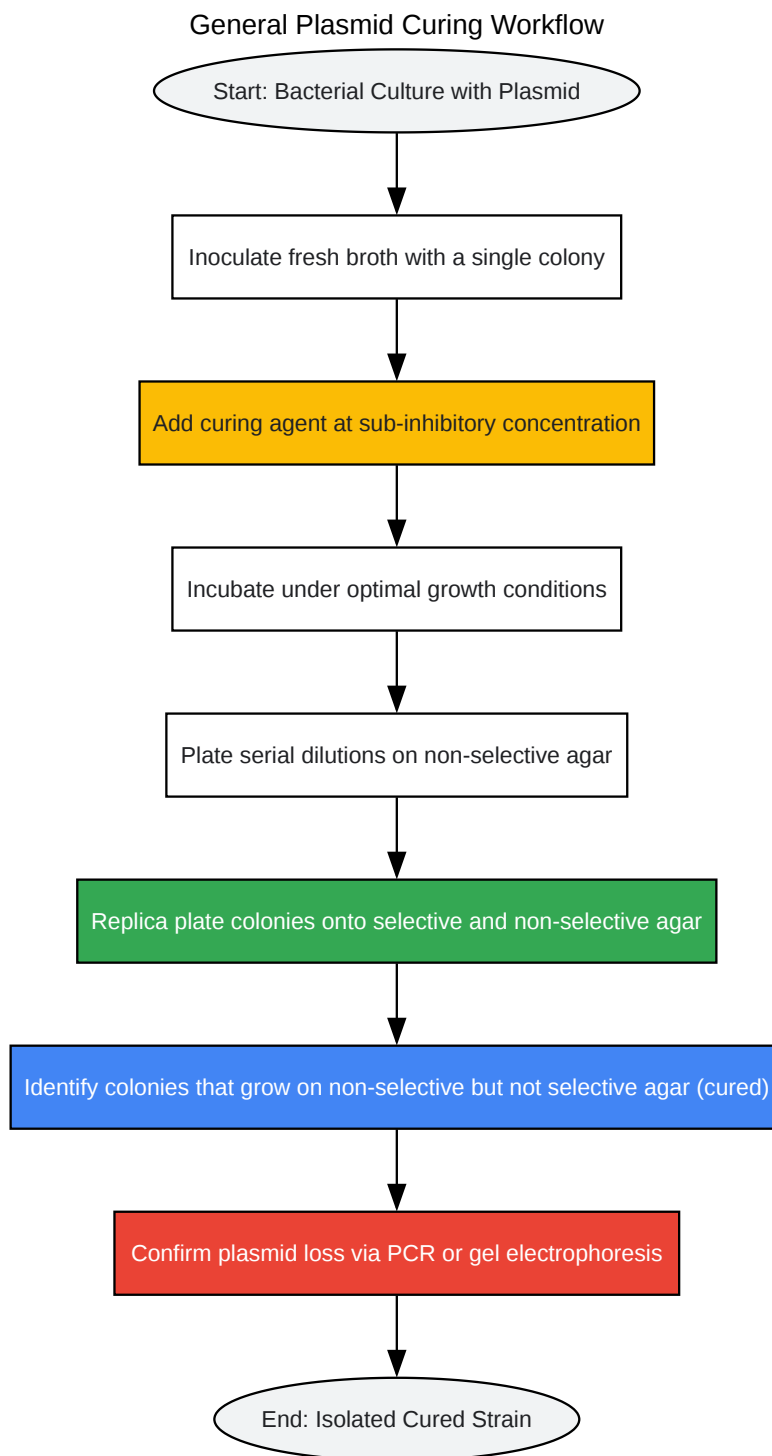 General Plasmid Curing Workflow
Start: Bacterial Culture with Plasmid
Inoculate fresh broth with a single colony
Add curing agent at sub-inhibitory concentration
Incubate under optimal growth conditions
Plate serial dilutions on non-selective agar
Replica plate colonies onto selective and non-selective agar
Identify colonies that grow on non-selective but not selective agar (cured)
Confirm plasmid loss via PCR or gel electrophoresis
End: Isolated Cured Strain